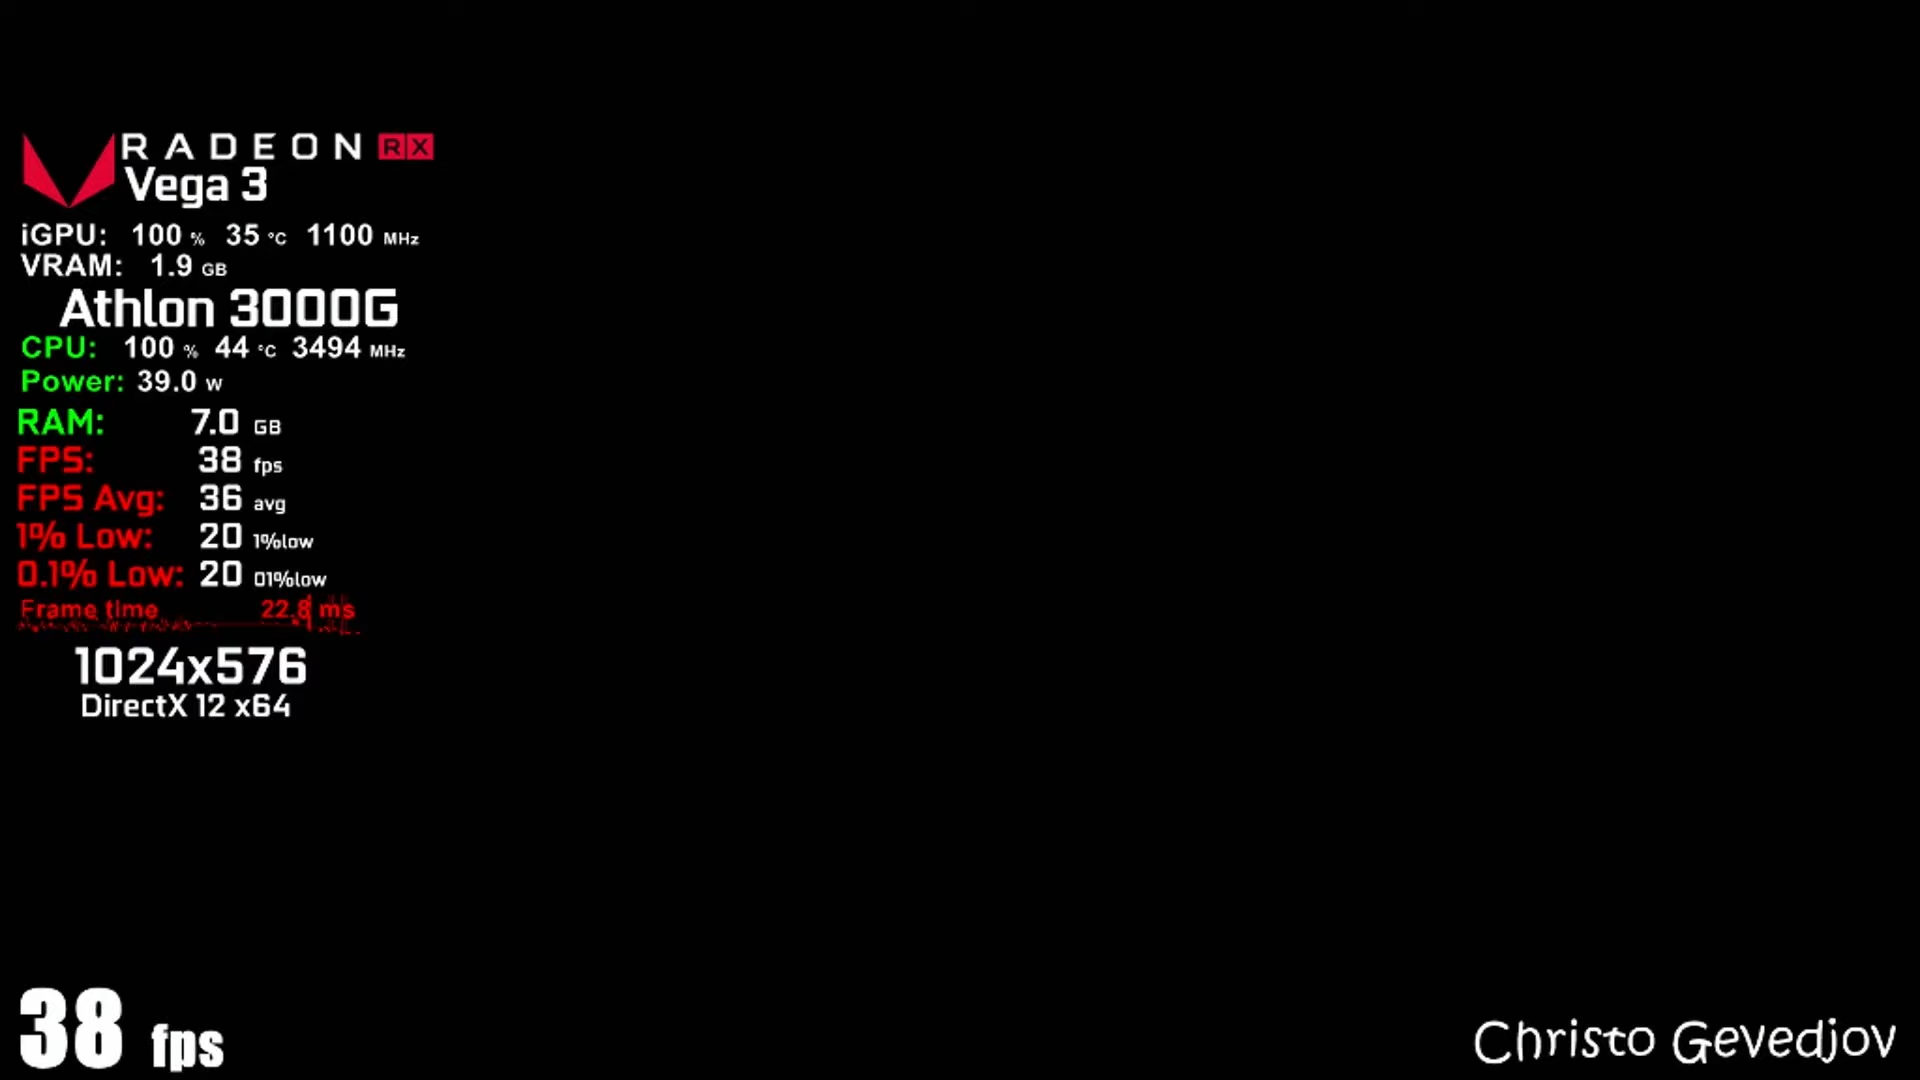 RADEON RX
Vega 3
iGPU: 100 % 35 °C 1100 MHz
VRAM: 1.9 GB
Athlon 3000G
CPU: 100 % 44 °C 3494 MHz
Power: 39.0 W
RAM: 7.0 GB
FPS: 38 fps
FPS Avg: 36 avg
1% Low: 20 1%low
0.1% Low: 20 01%low
Frame time 22.8 ms
1024x576
DirectX 12 x64
38 fps
Christo Gevedjov